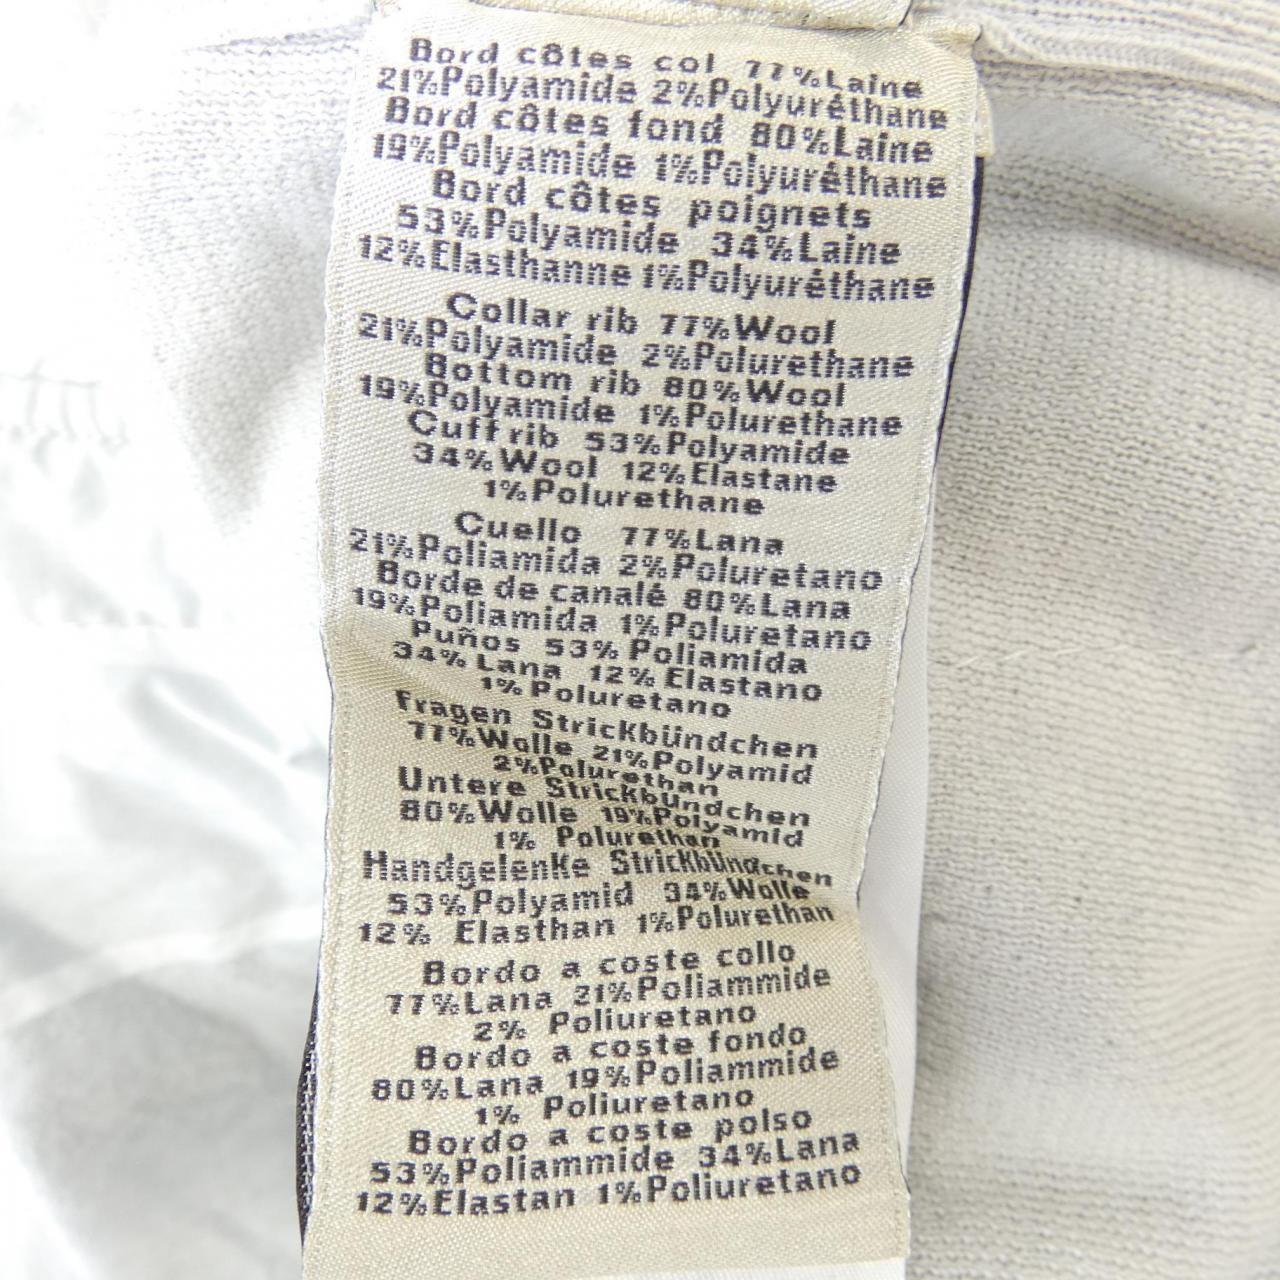 Bord côtes col 77%Laine
21%Polyamide 2%Polyuréthane
Bord côtes fond 80%Laine
19%Polyamide 1%Polyuréthane
Bord côtes poignets
53%Polyamide 34%Laine
12%Elasthanne 1%Polyuréthane
Collar rib 77%Wool
21%Polyamide 2%Polurethane
Bottom rib 80%Wool
19%Polyamide 1%Polurethane
Cuff rib 53%Polyamide
34%Wool 12%Elastane
1%Polurethane
Cuello 77%Lana
21%Poliamida 2%Poluretano
Borde de canalé 80%Lana
19%Poliamida 1%Poluretano
Puños 53%Poliamida
34%Lana 12%Elastano
1%Poluretano
Fragen Strickbündchen
77%Wolle 21%Polyamid
2%Polurethan
Untere Strickbundchen
80%Wolle 19%Polyamid
1% Polurethan
Handgelenke Strickbündchen
53%Polyamid 34%Wolle
12% Elasthan 1%Polurethan
Bordo a coste collo
77%Lana 21%Poliammide
2% Poliuretano
Bordo a coste fondo
80%Lana 19%Poliammide
1% Poliuretano
Bordo a coste polso
53%Poliammide 34%Lana
12%Elastan 1%Poliuretano